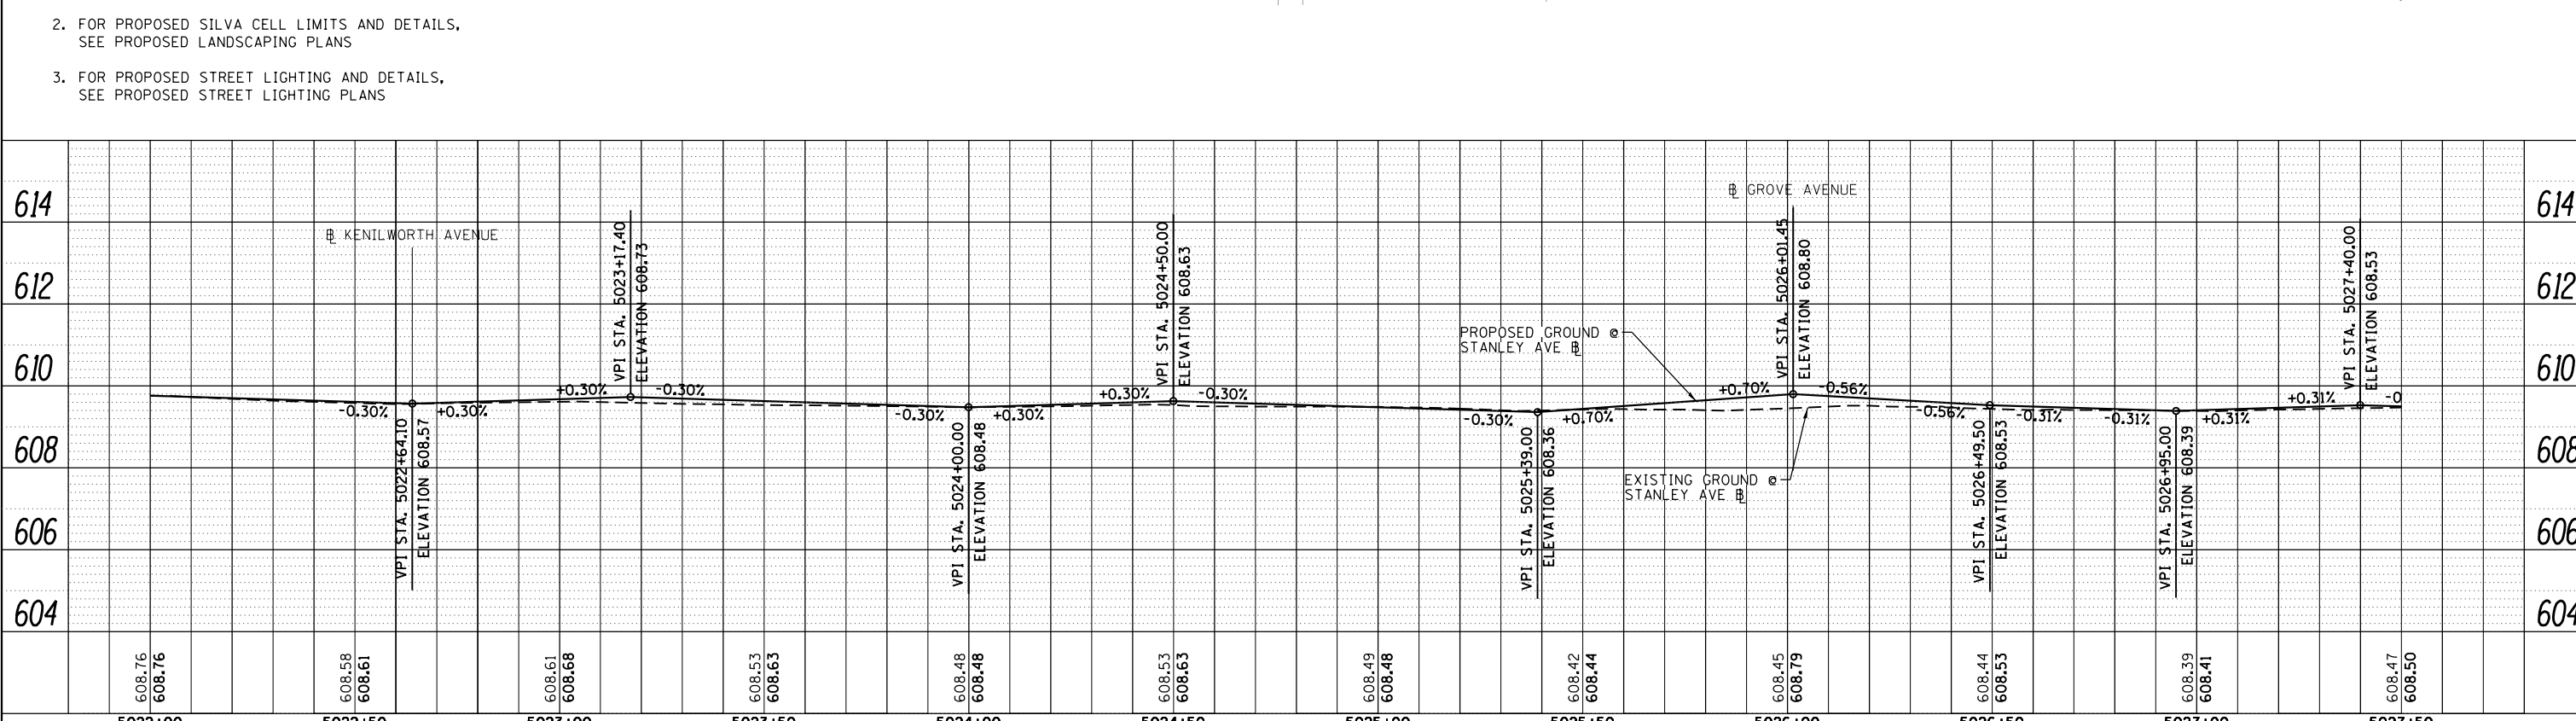 2. FOR PROPOSED SILVA CELL LIMITS AND DETAILS,
SEE PROPOSED LANDSCAPING PLANS
3. FOR PROPOSED STREET LIGHTING AND DETAILS,
SEE PROPOSED STREET LIGHTING PLANS
614
614
612
612
610
610
608
608
606
606
604
604
℄ KENILWORTH AVENUE
℄ GROVE AVENUE
VPI STA. 5022+64.10
ELEVATION 608.57
VPI STA. 5023+17.40
ELEVATION 608.73
VPI STA. 5024+00.00
ELEVATION 608.48
VPI STA. 5024+50.00
ELEVATION 608.63
VPI STA. 5025+39.00
ELEVATION 608.36
VPI STA. 5026+01.45
ELEVATION 608.80
VPI STA. 5026+49.50
ELEVATION 608.53
VPI STA. 5026+95.00
ELEVATION 608.39
VPI STA. 5027+40.00
ELEVATION 608.53
-0.30%
+0.30%
+0.30%
-0.30%
-0.30%
+0.30%
+0.30%
-0.30%
-0.30%
+0.70%
+0.70%
-0.56%
-0.56%
-0.31%
-0.31%
+0.31%
+0.31%
-0
PROPOSED GROUND @
STANLEY AVE ℄
EXISTING GROUND @
STANLEY AVE ℄
608.76
608.76
608.58
608.61
608.61
608.68
608.53
608.63
608.48
608.48
608.53
608.63
608.49
608.48
608.42
608.44
608.45
608.79
608.44
608.53
608.39
608.41
608.47
608.50